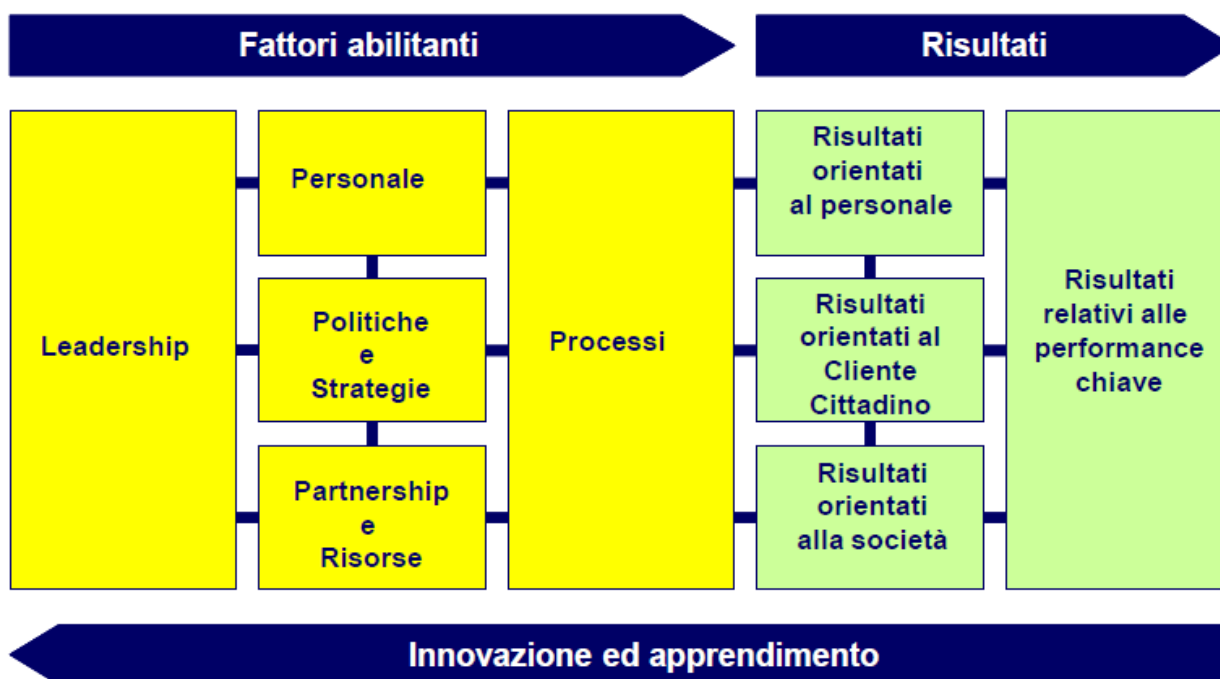 Fattori abilitanti
Risultati
Leadership
Personale
Politiche
e
Strategie
Partnership
e
Risorse
Processi
Risultati
orientati
al personale
Risultati
orientati al
Cliente
Cittadino
Risultati
orientati
alla società
Risultati
relativi alle
performance
chiave
Innovazione ed apprendimento